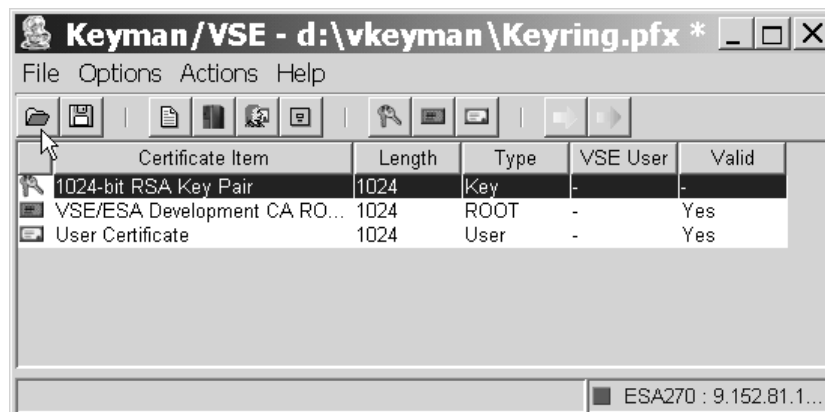 Keyman/VSE - d:\vkeyman\Keyring.pfx *
File Options Actions Help
Certificate Item Length Type VSE User Valid
1024-bit RSA Key Pair 1024 Key - -
VSE/ESA Development CA RO... 1024 ROOT - Yes
User Certificate 1024 User - Yes
ESA270 : 9.152.81.1...